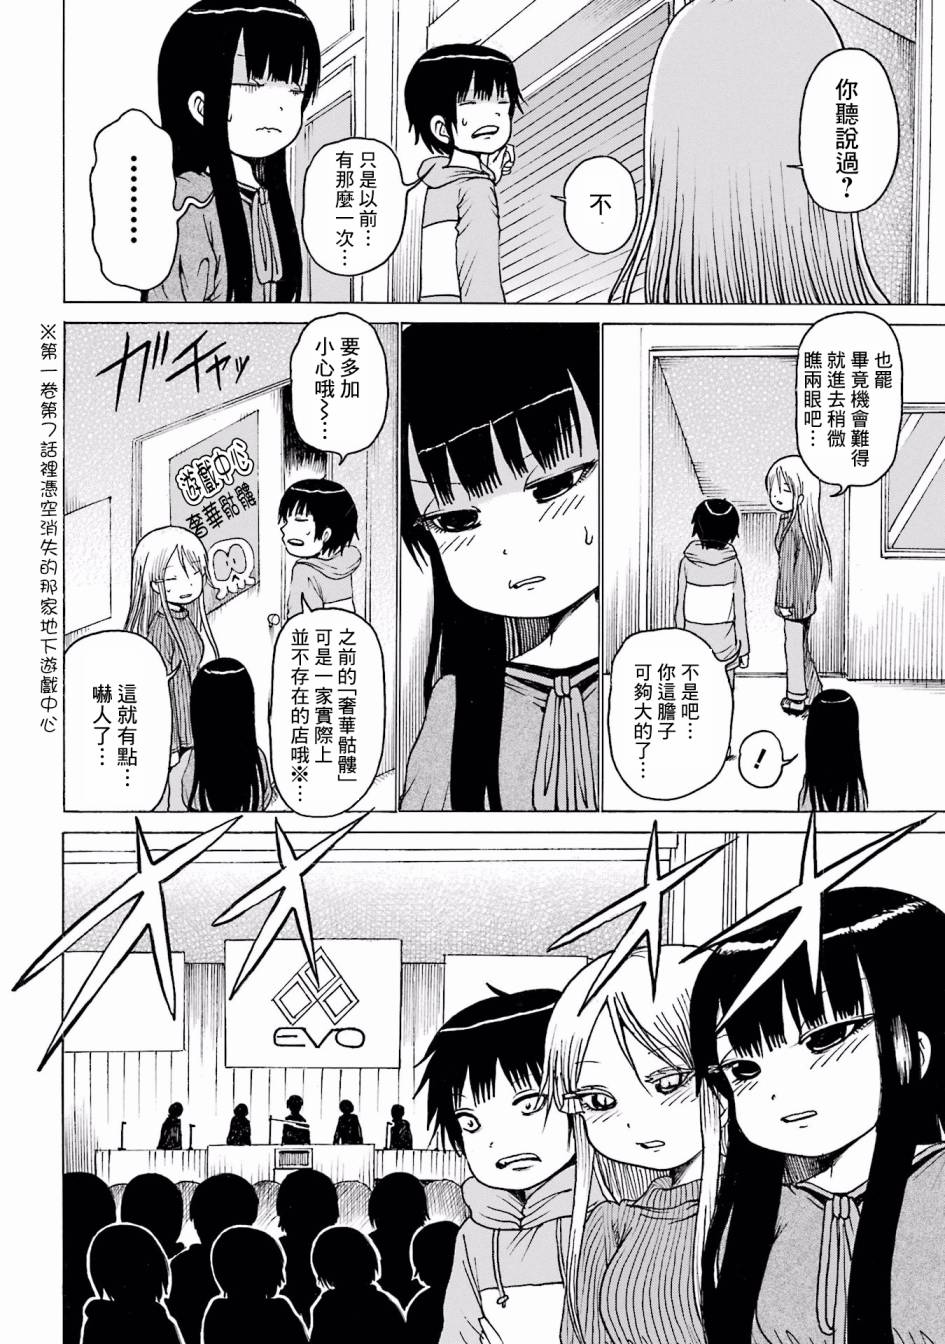 你聽說過？
不
只是以前…
有那麼一次…
………
也罷
畢竟機會難得
就進去稍微
瞧兩眼吧…
不是吧…
你這膽子
可夠大的了…
！
要多加
小心哦～…
ガチャッ
遊戲中心
奢華骷髏
之前的「奢華骷髏」
可是一家實際上
並不存在的店哦※…
這就有點…
嚇人了…
※第一卷第7話裡憑空消失的那家地下遊戲中心
EVO